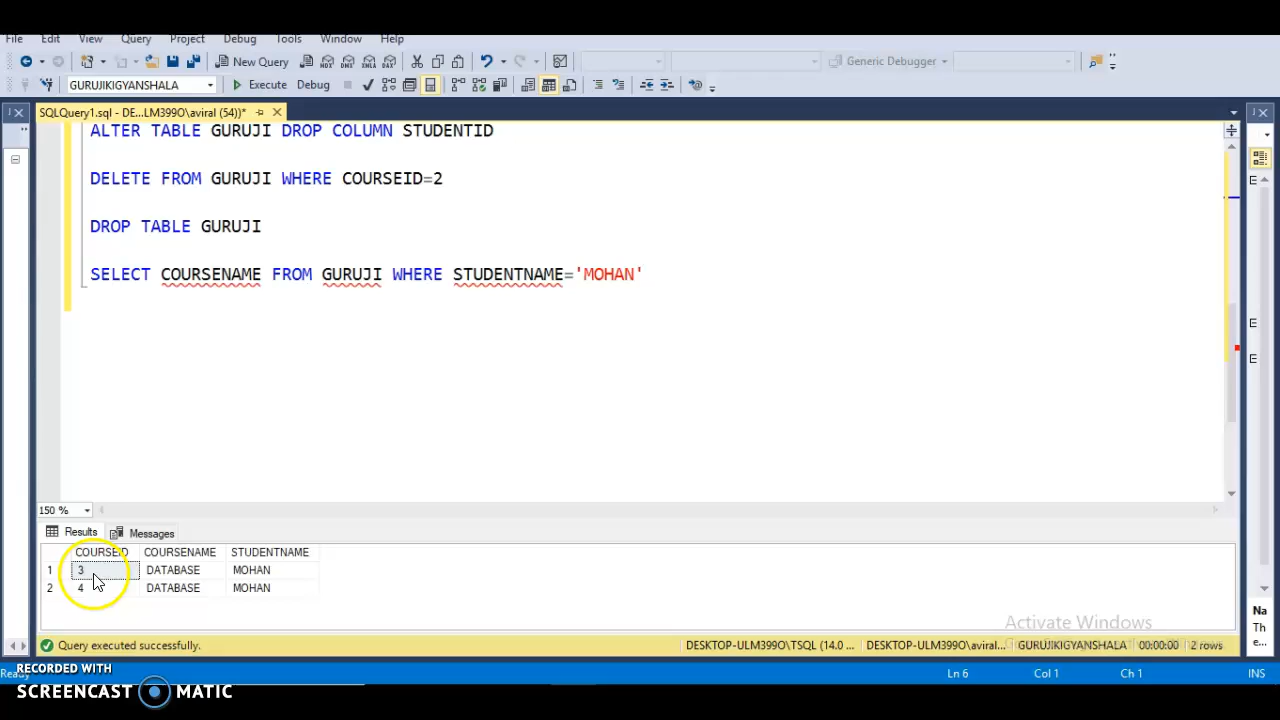 File Edit View Query Project Debug Tools Window Help
New Query Generic Debugger
GURUJIKIGYANSHALA Execute Debug
SQLQuery1.sql - DE...LM399O\aviral (54))*
ALTER TABLE GURUJI DROP COLUMN STUDENTID
DELETE FROM GURUJI WHERE COURSEID=2
DROP TABLE GURUJI
SELECT COURSENAME FROM GURUJI WHERE STUDENTNAME='MOHAN'
150 %
Results Messages
COURSEID COURSENAME STUDENTNAME
1 3 DATABASE MOHAN
2 4 DATABASE MOHAN
Na
Th
e...
Activate Windows
Query executed successfully. DESKTOP-ULM399O\TSQL (14.0 ... DESKTOP-ULM399O\aviral... GURUJIKIGYANSHALA 00:00:00 2 rows
Ready Ln 6 Col 1 Ch 1 INS
RECORDED WITH
SCREENCAST MATIC